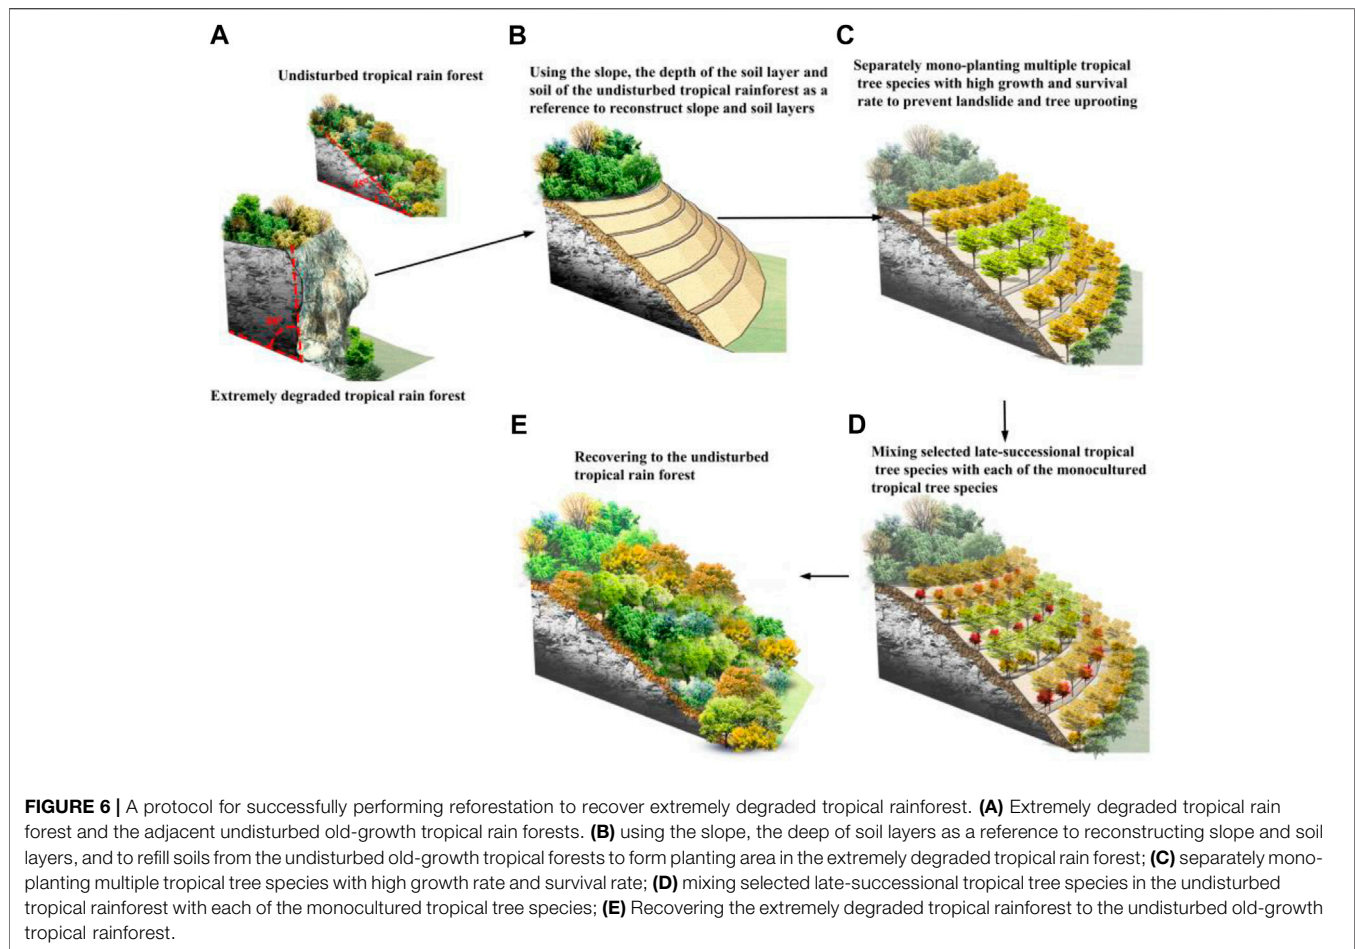 A
Undisturbed tropical rain forest
Extremely degraded tropical rain forest
B
Using the slope, the depth of the soil layer and
soil of the undisturbed tropical rainforest as a
reference to reconstruct slope and soil layers
C
Separately mono-planting multiple tropical
tree species with high growth and survival
rate to prevent landslide and tree uprooting
D
Mixing selected late-successional tropical
tree species with each of the monocultured
tropical tree species
E
Recovering to the undisturbed
tropical rain forest
FIGURE 6 | A protocol for successfully performing reforestation to recover extremely degraded tropical rainforest. (A) Extremely degraded tropical rain
forest and the adjacent undisturbed old-growth tropical rain forests. (B) using the slope, the deep of soil layers as a reference to reconstructing slope and soil
layers, and to refill soils from the undisturbed old-growth tropical forests to form planting area in the extremely degraded tropical rain forest; (C) separately mono-
planting multiple tropical tree species with high growth rate and survival rate; (D) mixing selected late-successional tropical tree species in the undisturbed
tropical rainforest with each of the monocultured tropical tree species; (E) Recovering the extremely degraded tropical rainforest to the undisturbed old-growth
tropical rainforest.